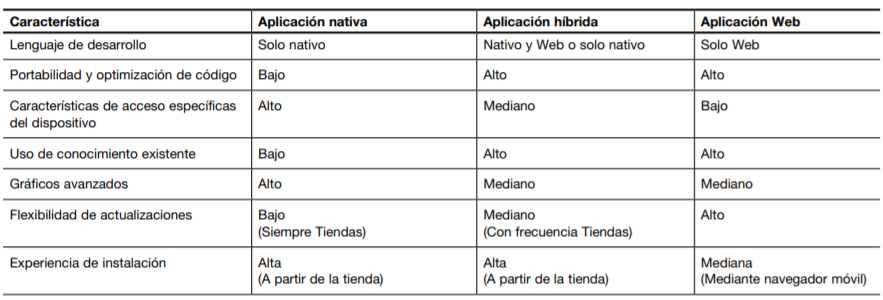 Característica Aplicación nativa Aplicación híbrida Aplicación Web
Lenguaje de desarrollo Solo nativo Nativo y Web o solo nativo Solo Web
Portabilidad y optimización de código Bajo Alto Alto
Características de acceso específicas Alto Mediano Bajo
del dispositivo
Uso de conocimiento existente Bajo Alto Alto
Gráficos avanzados Alto Mediano Mediano
Flexibilidad de actualizaciones Bajo Mediano Alto
(Siempre Tiendas) (Con frecuencia Tiendas)
Experiencia de instalación Alta Alta Mediana
(A partir de la tienda) (A partir de la tienda) (Mediante navegador móvil)